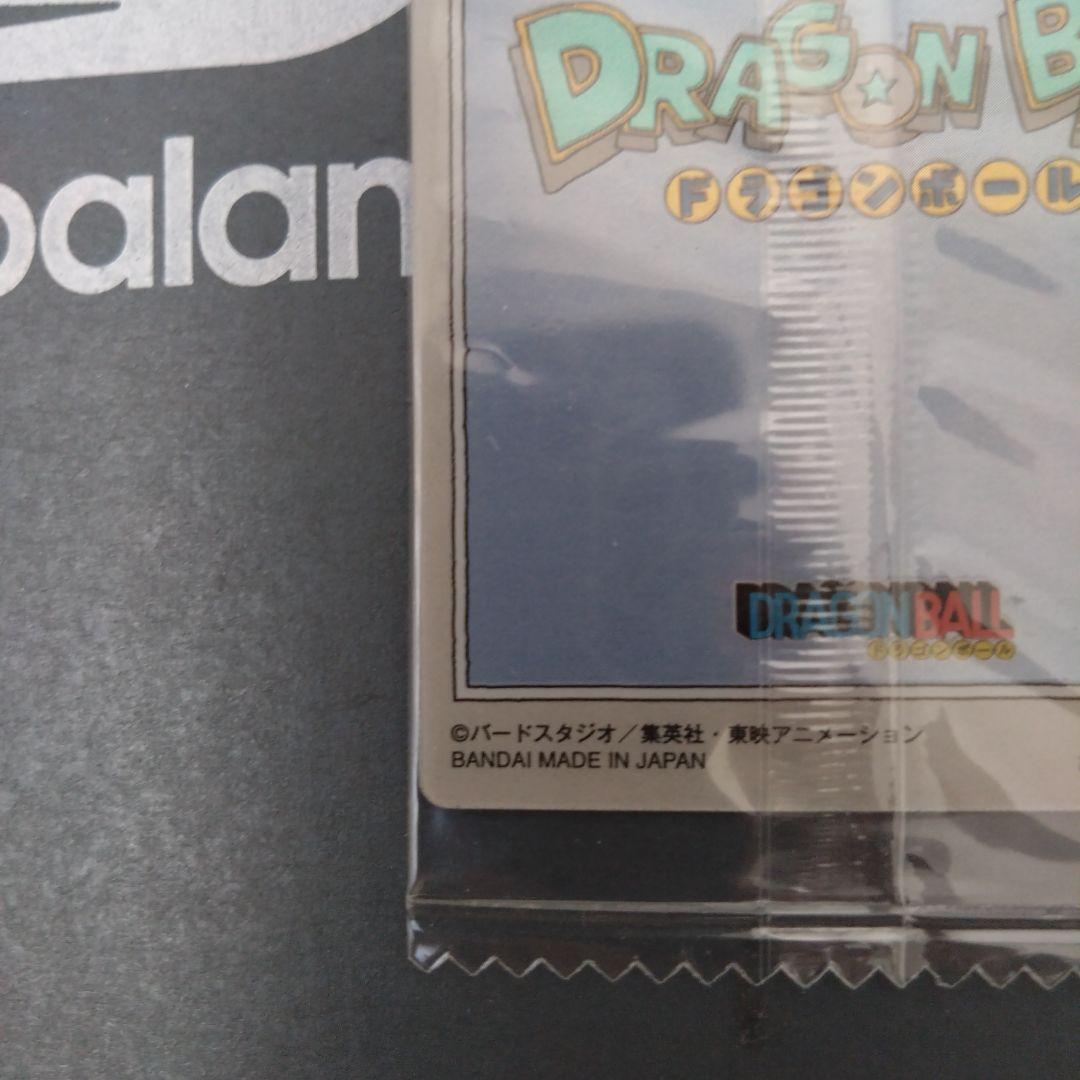 DRAGON B
ドラゴンボール
balan
DRAGONBALL
ドラゴンボール
©バードスタジオ／集英社・東映アニメーション
BANDAI MADE IN JAPAN